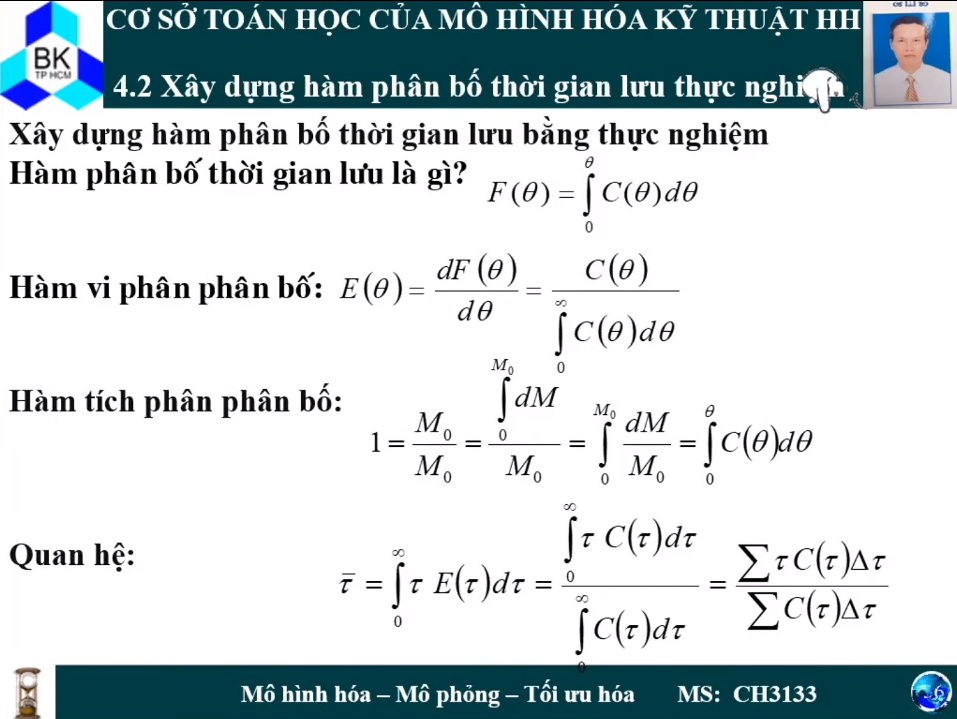 CƠ SỞ TOÁN HỌC CỦA MÔ HÌNH HÓA KỸ THUẬT HH
BK
TP HCM
4.2 Xây dựng hàm phân bố thời gian lưu thực nghiệm
Xây dựng hàm phân bố thời gian lưu bằng thực nghiệm
Hàm phân bố thời gian lưu là gì? F(θ) = ∫₀^θ C(θ)dθ
Hàm vi phân phân bố: E(θ) = dF(θ)/dθ = C(θ) / ∫₀^∞ C(θ)dθ
Hàm tích phân phân bố: 1 = M₀/M₀ = ∫₀^M₀ dM / M₀ = ∫₀^M₀ dM/M₀ = ∫₀^θ C(θ)dθ
Quan hệ: τ̄ = ∫₀^∞ τ E(τ)dτ = ∫₀^∞ τ C(τ)dτ / ∫₀^∞ C(τ)dτ = ∑ τ C(τ)Δτ / ∑ C(τ)Δτ
Mô hình hóa – Mô phỏng – Tối ưu hóa MS: CH3133
6